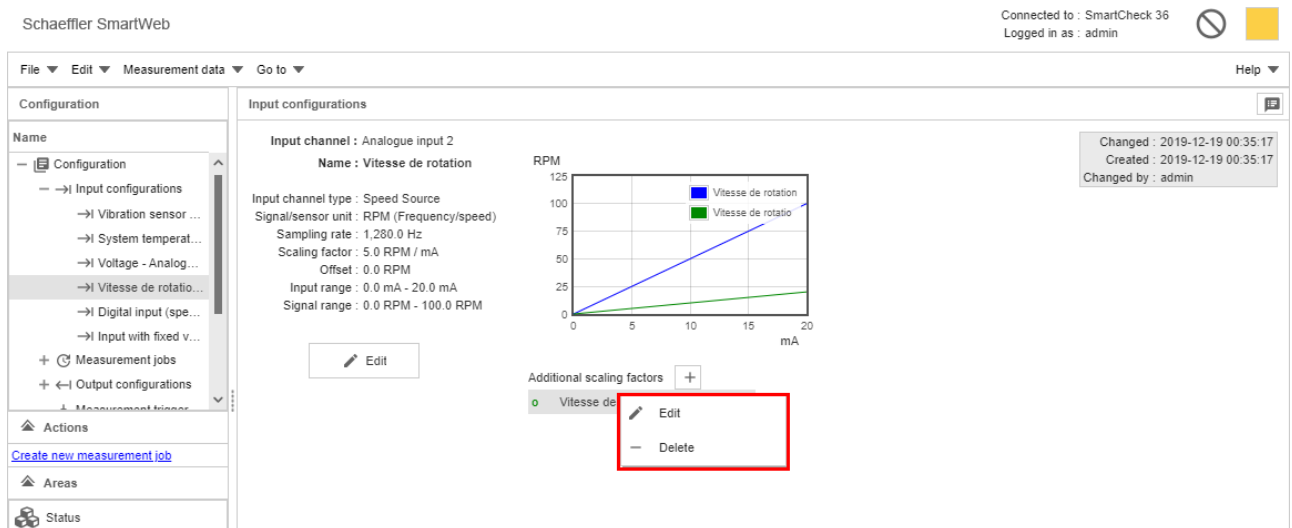 Schaeffler SmartWeb
Connected to : SmartCheck 36
Logged in as : admin
File Edit Measurement data Go to Help
Configuration
Name
Configuration
Input configurations
Vibration sensor ...
System temperat...
Voltage - Analog...
Vitesse de rotatio...
Digital input (spe...
Input with fixed v...
Measurement jobs
Output configurations
Measurement trigger
Actions
Create new measurement job
Areas
Status
Input configurations
Input channel : Analogue input 2
Name : Vitesse de rotation
Input channel type : Speed Source
Signal/sensor unit : RPM (Frequency/speed)
Sampling rate : 1,280.0 Hz
Scaling factor : 5.0 RPM / mA
Offset : 0.0 RPM
Input range : 0.0 mA - 20.0 mA
Signal range : 0.0 RPM - 100.0 RPM
Edit
RPM
125
100
75
50
25
0
0 5 10 15 20
mA
Vitesse de rotation
Vitesse de rotatio
Additional scaling factors +
o Vitesse de
Edit
Delete
Changed : 2019-12-19 00:35:17
Created : 2019-12-19 00:35:17
Changed by : admin